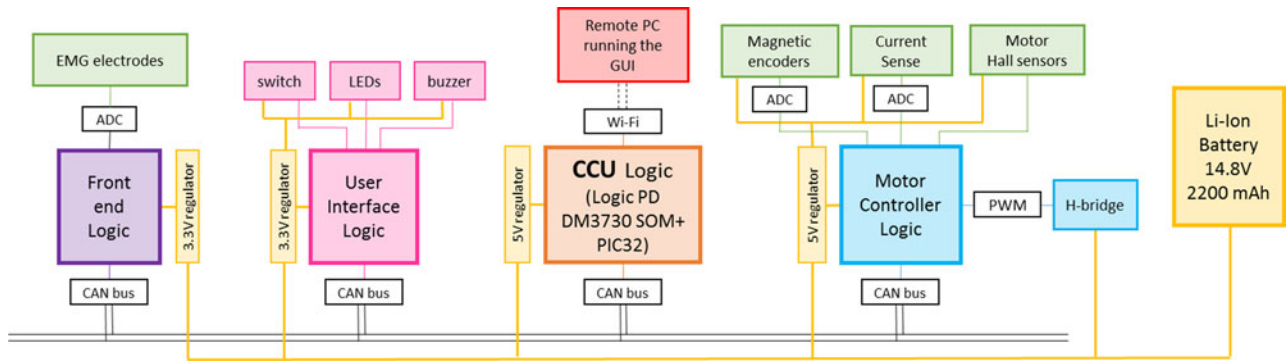 EMG electrodes
ADC
Front
end
Logic
CAN bus
3.3V regulator
switch
LEDs
buzzer
3.3V regulator
User
Interface
Logic
CAN bus
Remote PC
running the
GUI
Wi-Fi
5V regulator
CCU Logic
(Logic PD
DM3730 SOM+
PIC32)
CAN bus
Magnetic
encoders
Current
Sense
Motor
Hall sensors
ADC
ADC
5V regulator
Motor
Controller
Logic
PWM
H-bridge
CAN bus
Li-Ion
Battery
14.8V
2200 mAh